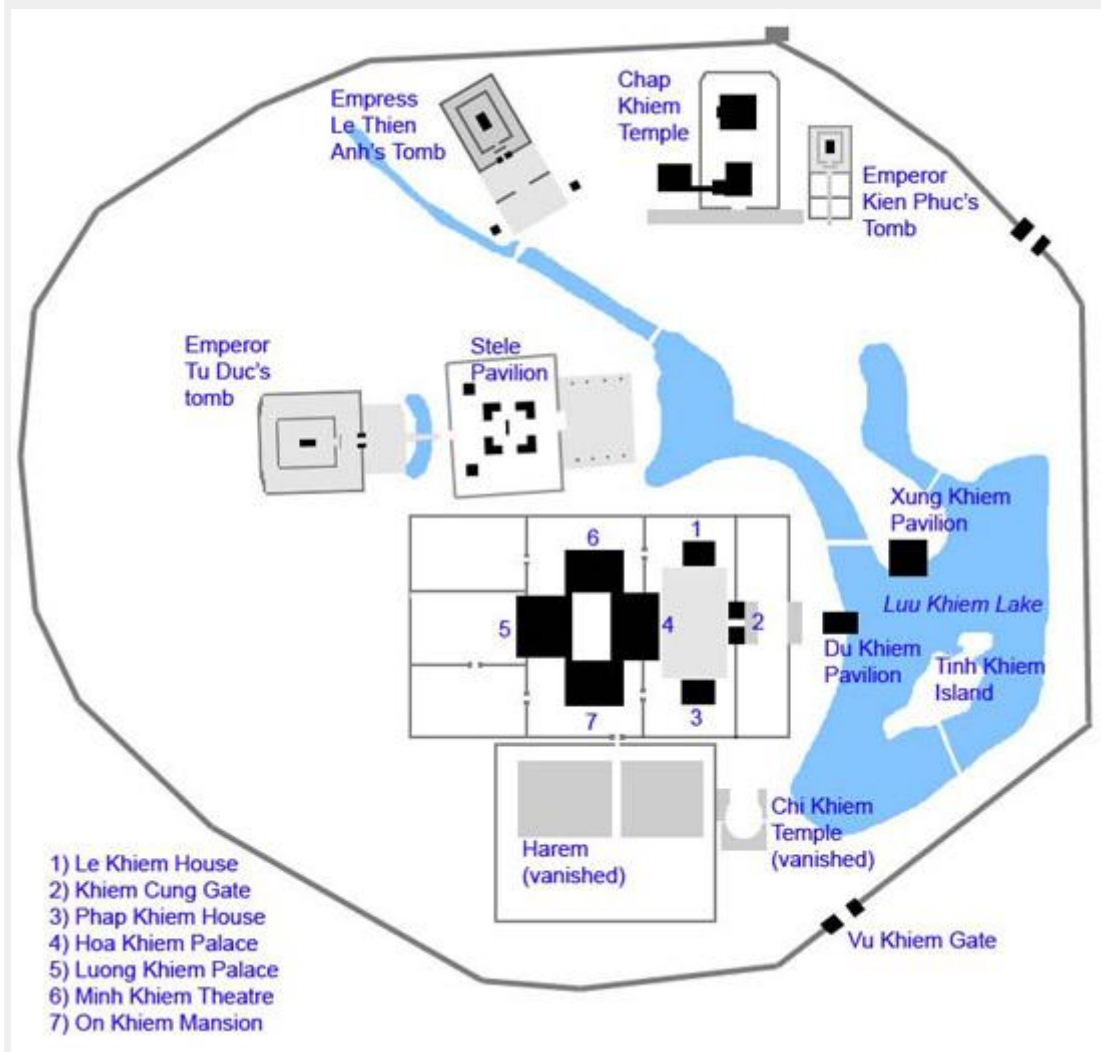 Empress
Le Thien
Anh's Tomb
Chap
Khiem
Temple
Emperor
Kien Phuc's
Tomb
Emperor
Tu Duc's
tomb
Stele
Pavilion
Xung Khiem
Pavilion
Luu Khiem Lake
Du Khiem
Pavilion
Tinh Khiem
Island
6
1
5
4
2
7
3
Harem
(vanished)
Chi Khiem
Temple
(vanished)
Vu Khiem Gate
1) Le Khiem House
2) Khiem Cung Gate
3) Phap Khiem House
4) Hoa Khiem Palace
5) Luong Khiem Palace
6) Minh Khiem Theatre
7) On Khiem Mansion